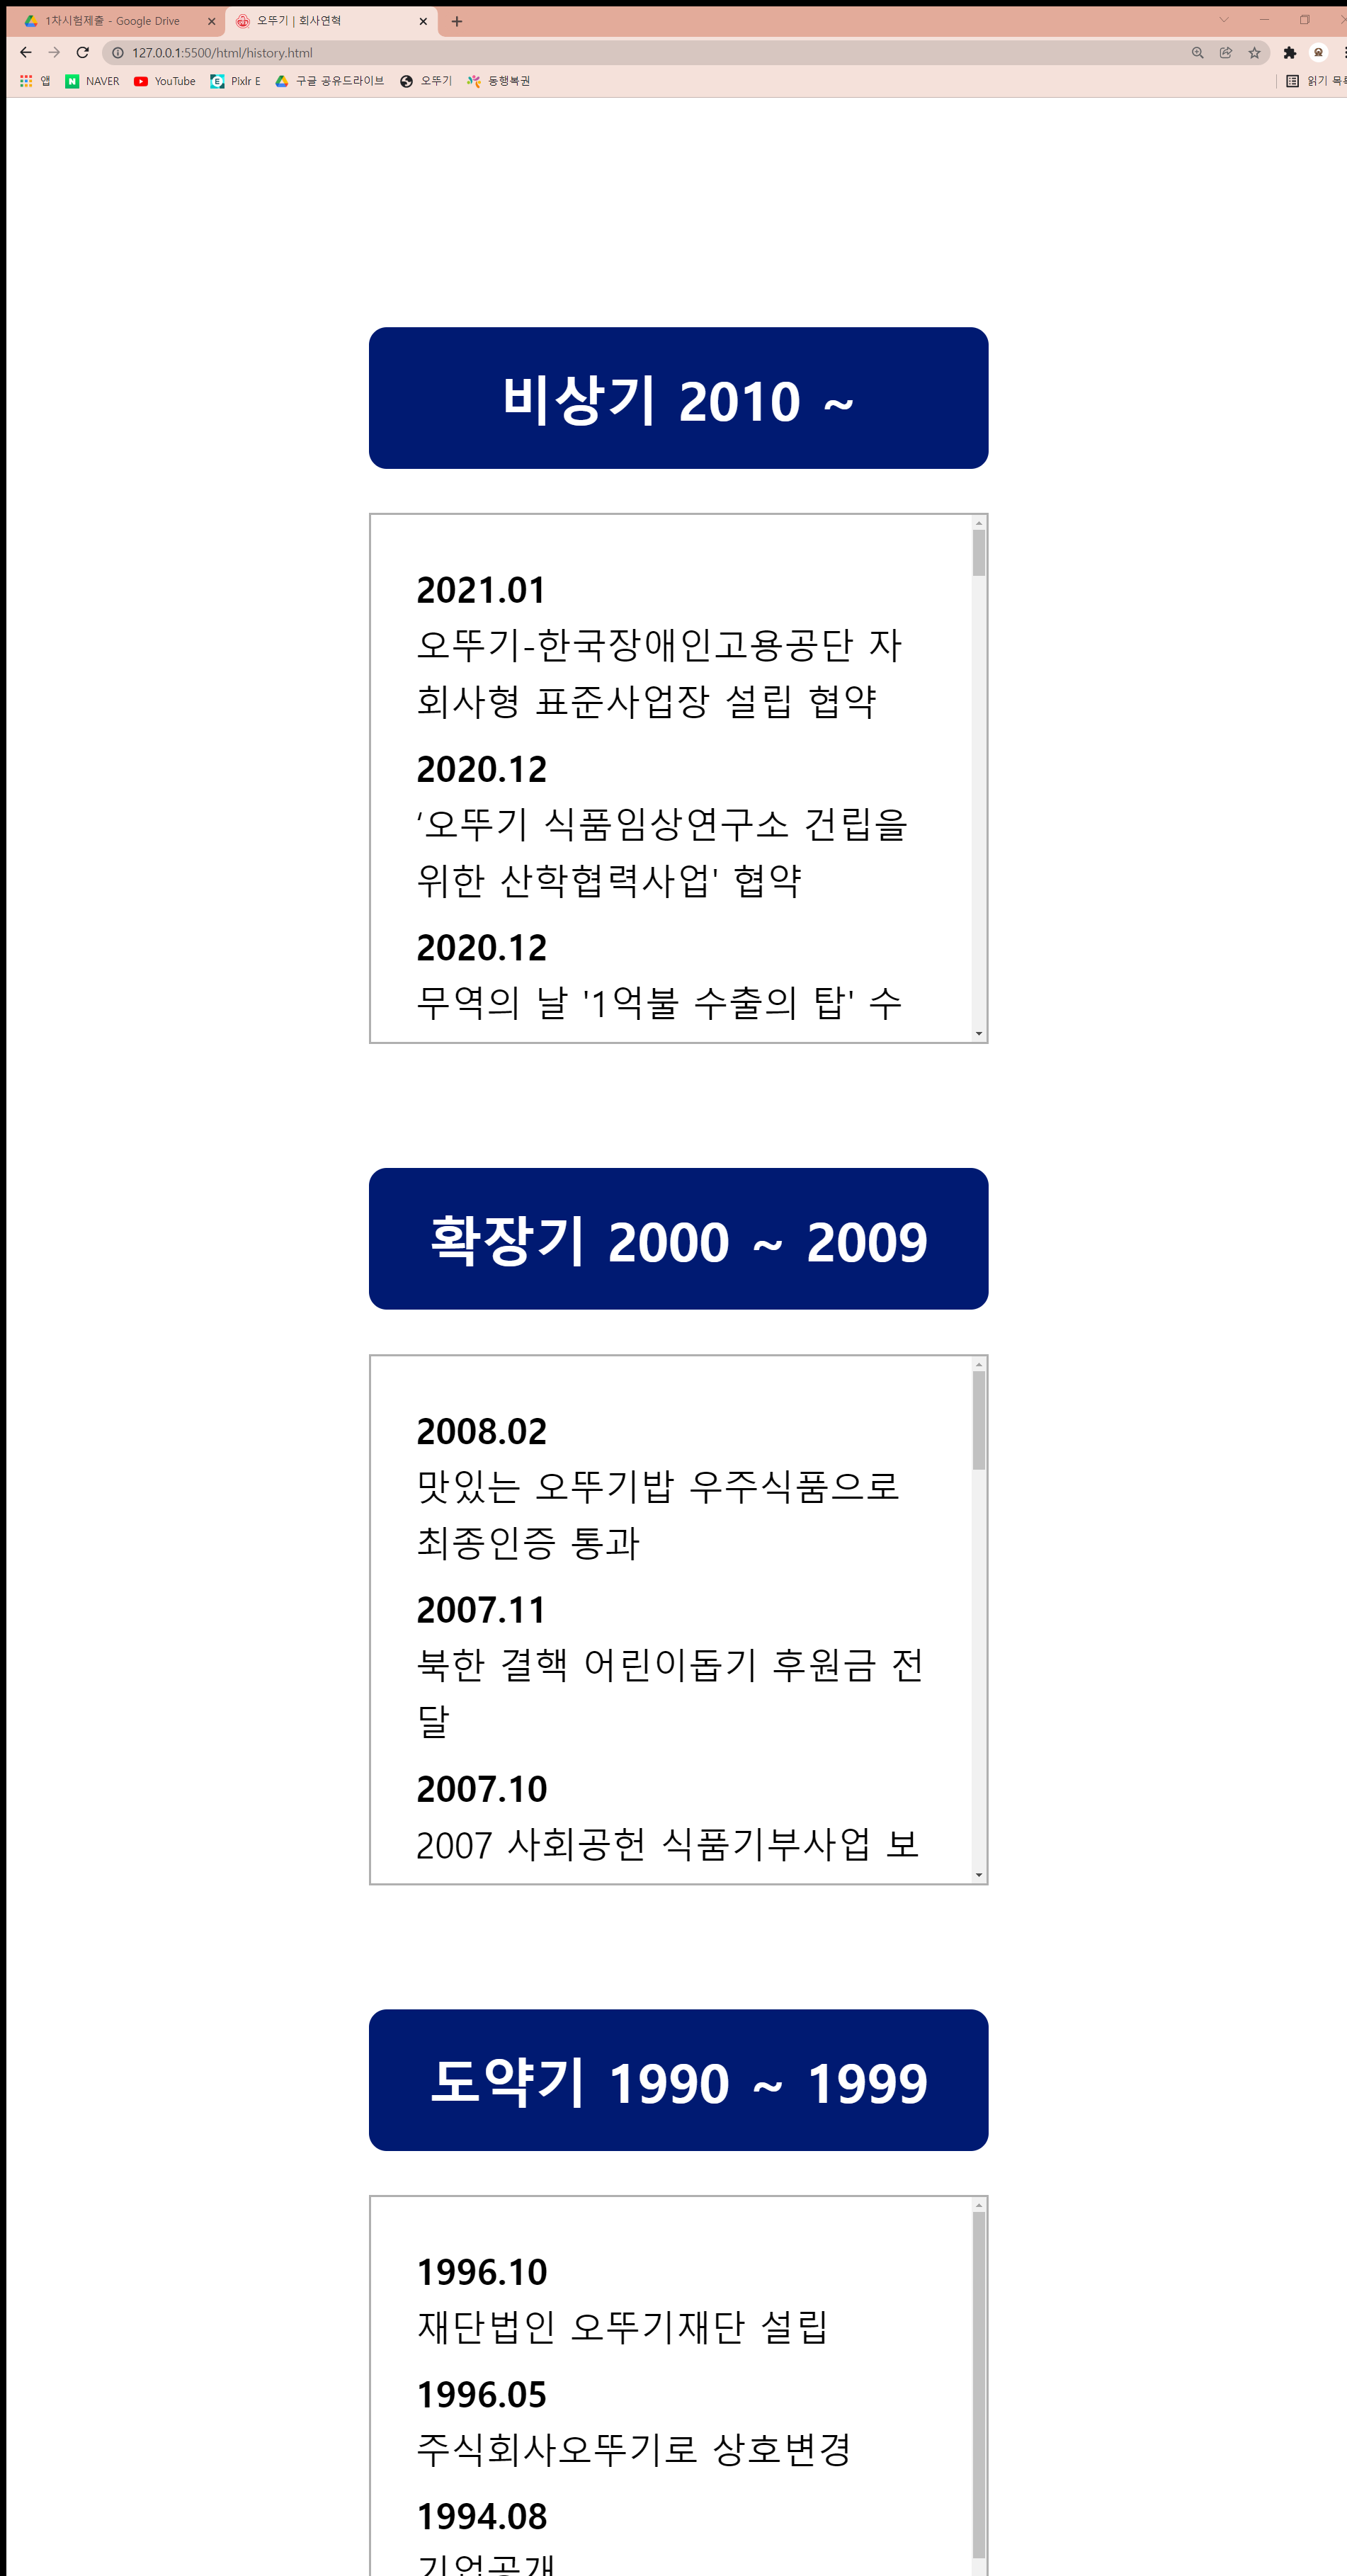 1차시험제출 - Google Drive
오뚜기 | 회사연혁
127.0.0.1:5500/html/history.html
앱 NAVER YouTube Pixlr E 구글 공유드라이브 오뚜기 동행복권 읽기
비상기 2010 ~
2021.01
오뚜기-한국장애인고용공단 자
회사형 표준사업장 설립 협약
2020.12
‘오뚜기 식품임상연구소 건립을
위한 산학협력사업' 협약
2020.12
무역의 날 '1억불 수출의 탑' 수
확장기 2000 ~ 2009
2008.02
맛있는 오뚜기밥 우주식품으로
최종인증 통과
2007.11
북한 결핵 어린이돕기 후원금 전
달
2007.10
2007 사회공헌 식품기부사업 보
도약기 1990 ~ 1999
1996.10
재단법인 오뚜기재단 설립
1996.05
주식회사오뚜기로 상호변경
1994.08
기업공개